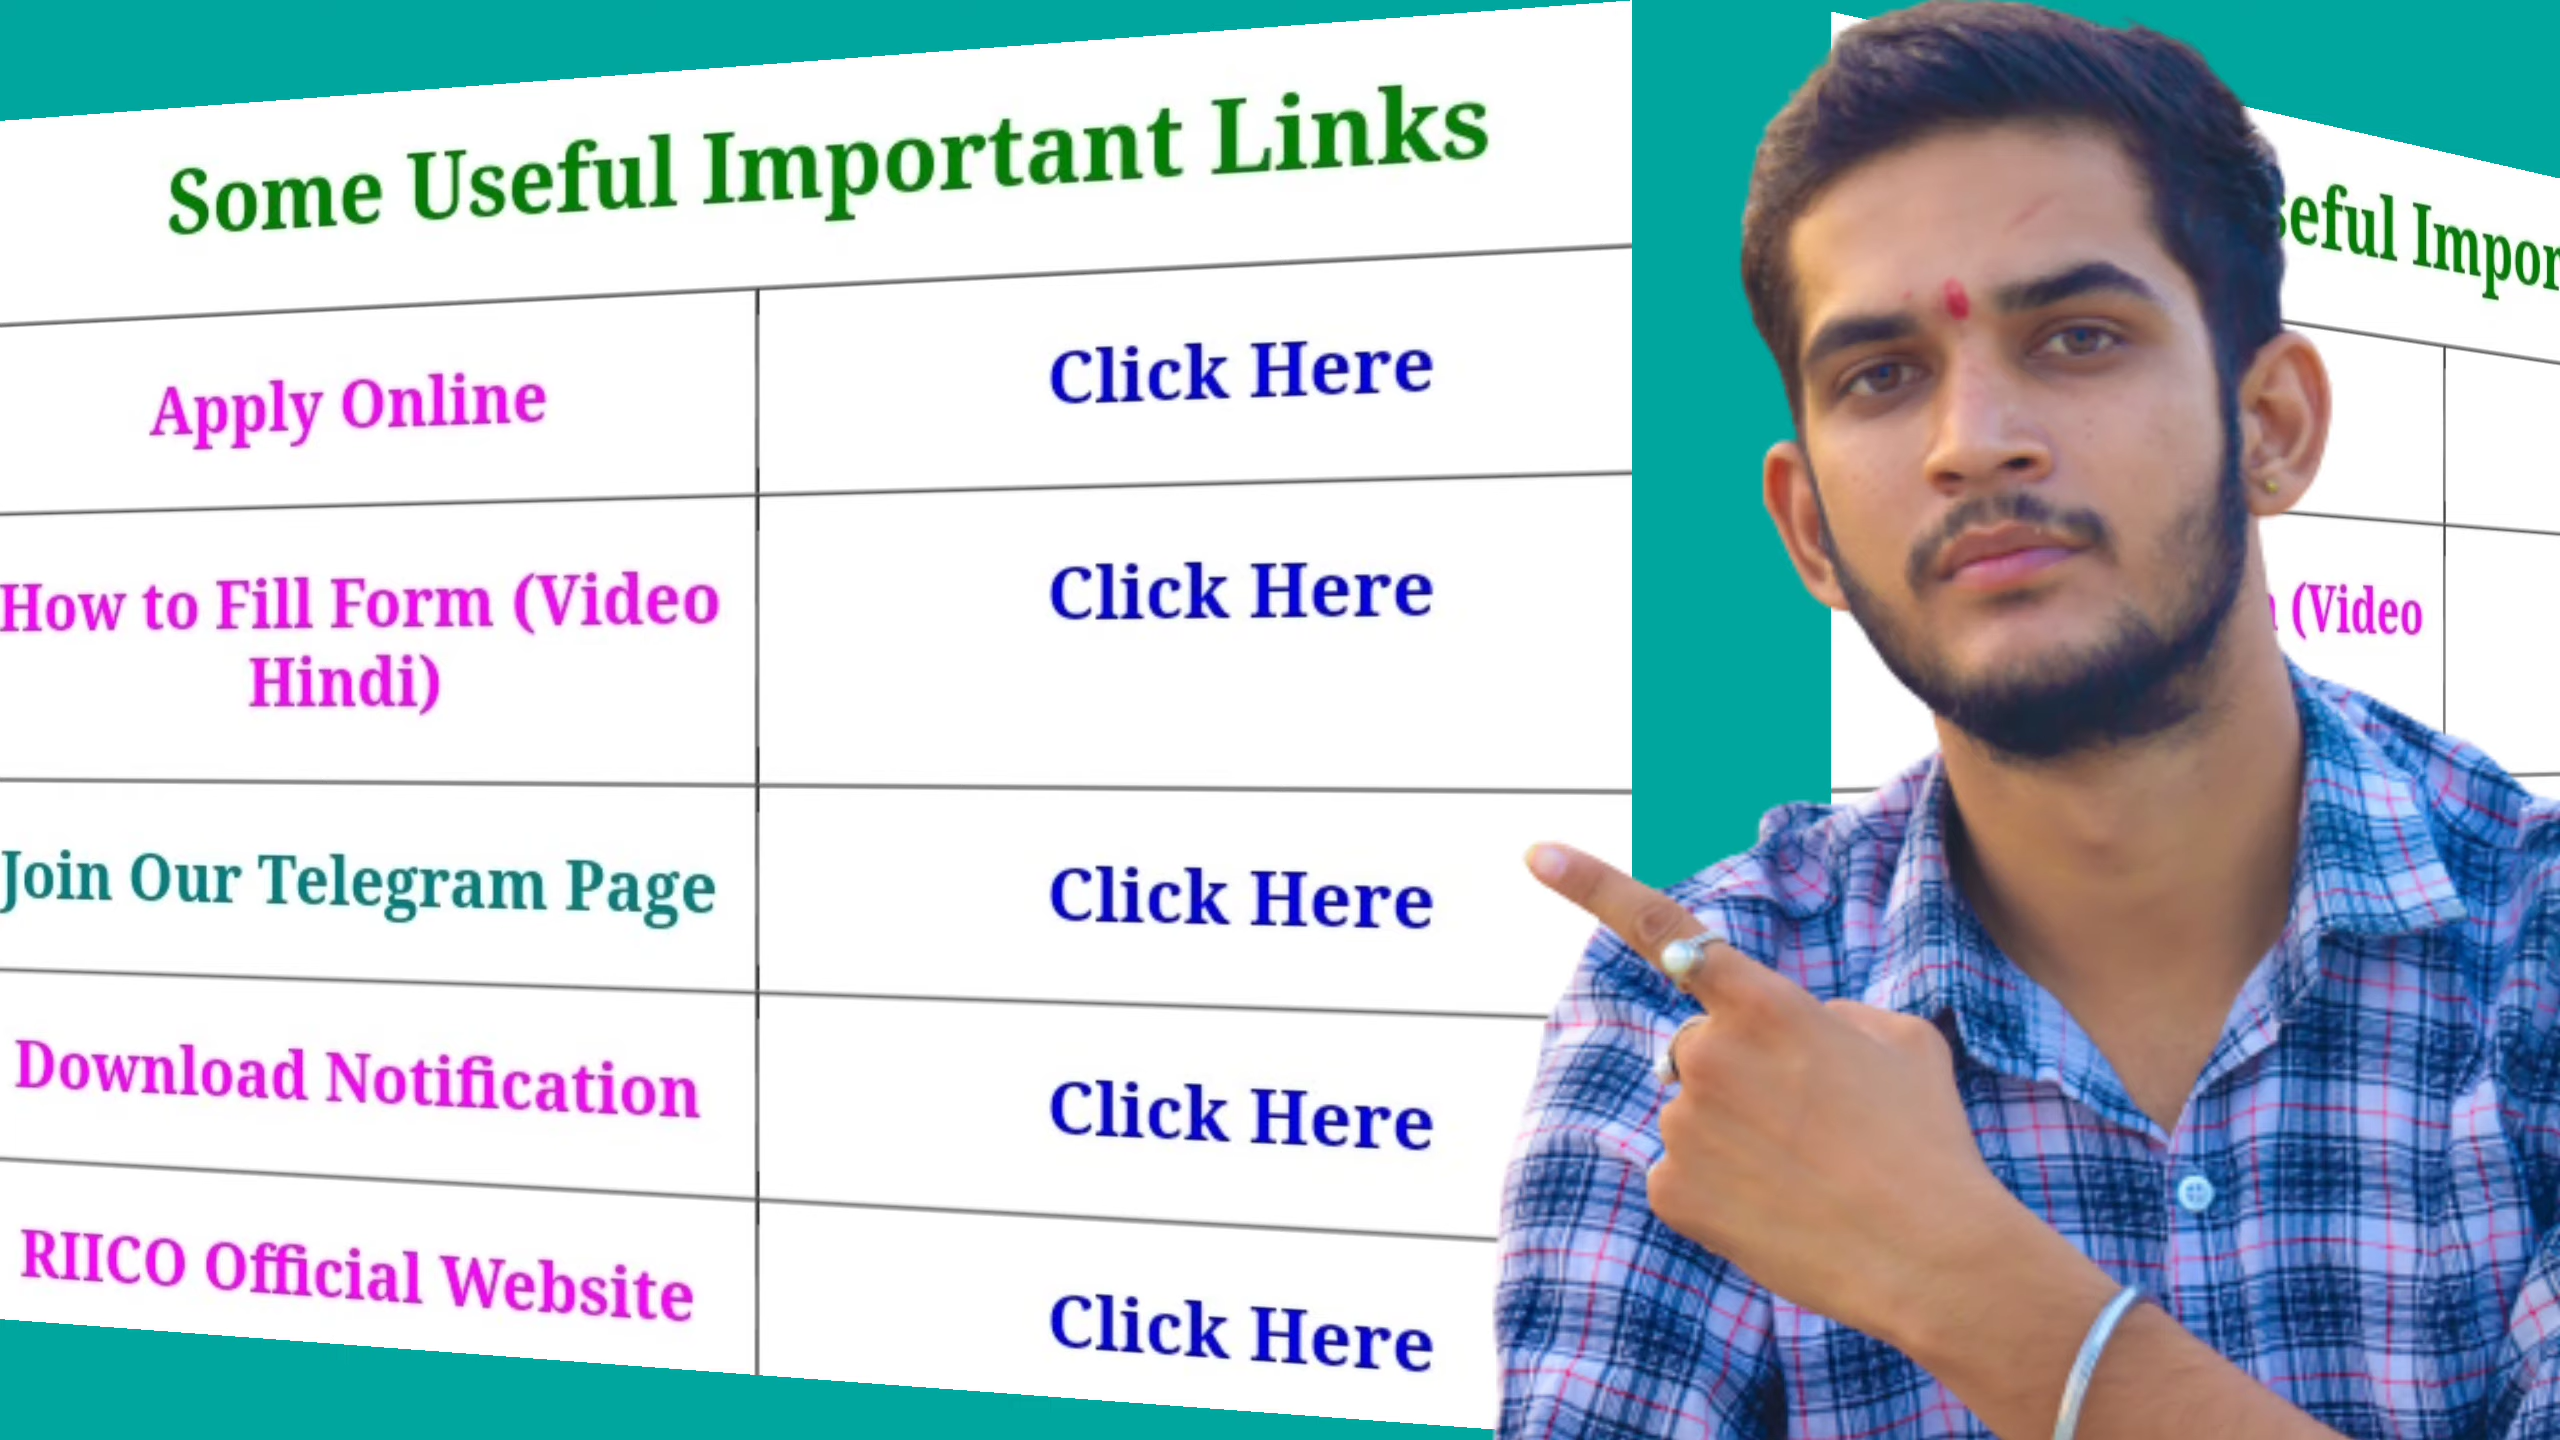 Some Useful Important Links
Apply Online
Click Here
How to Fill Form (Video
Hindi)
Click Here
Join Our Telegram Page
Click Here
Download Notification
Click Here
RIICO Official Website
Click Here
(Video